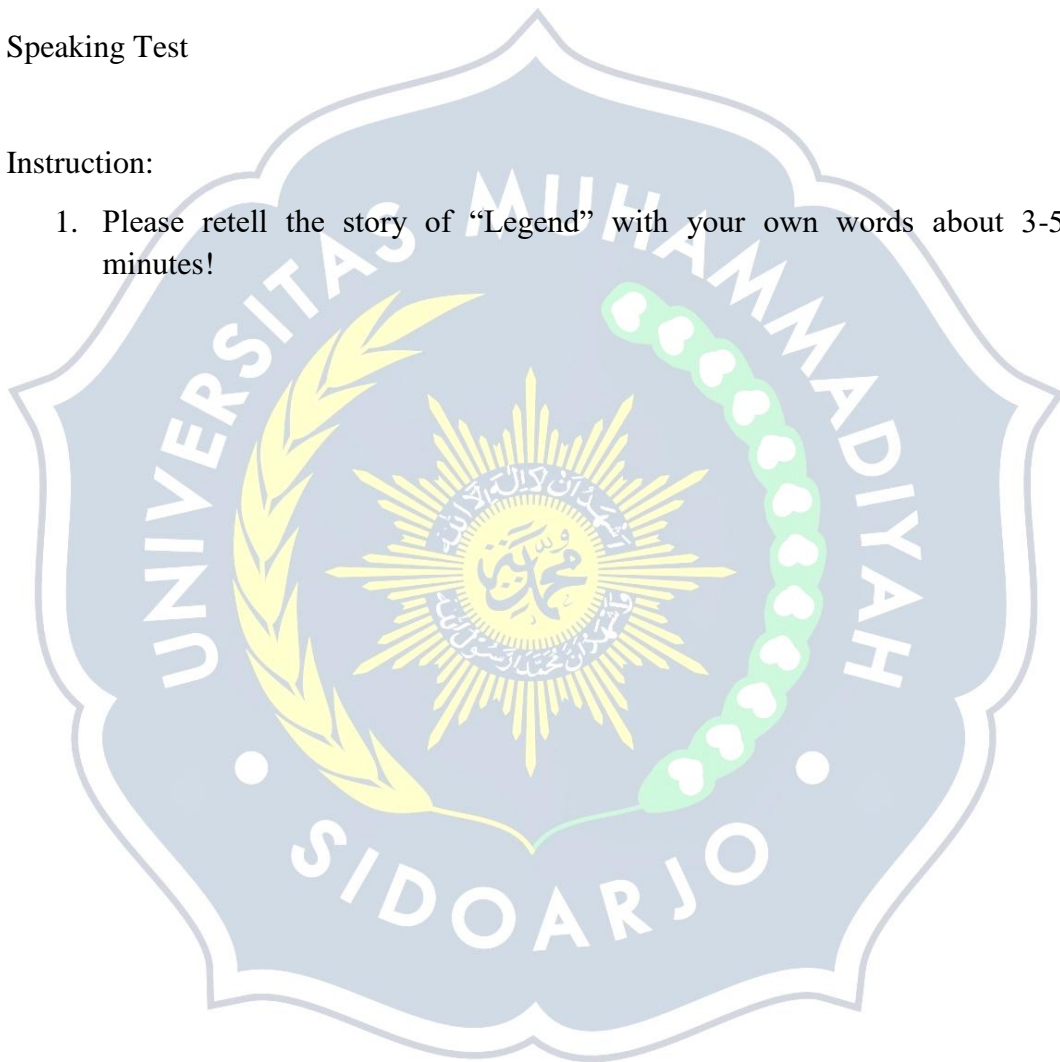 Speaking Test
Instruction:
1. Please retell the story of “Legend” with your own words about 3-5
minutes!
UNIVERSITAS MUHAMMADIYAH
SIDOARJO